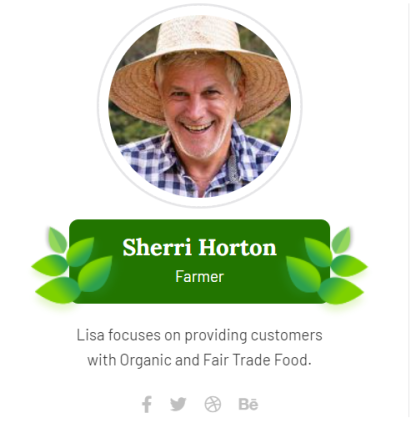 Sherri Horton
Farmer
Lisa focuses on providing customers
with Organic and Fair Trade Food.
Bē